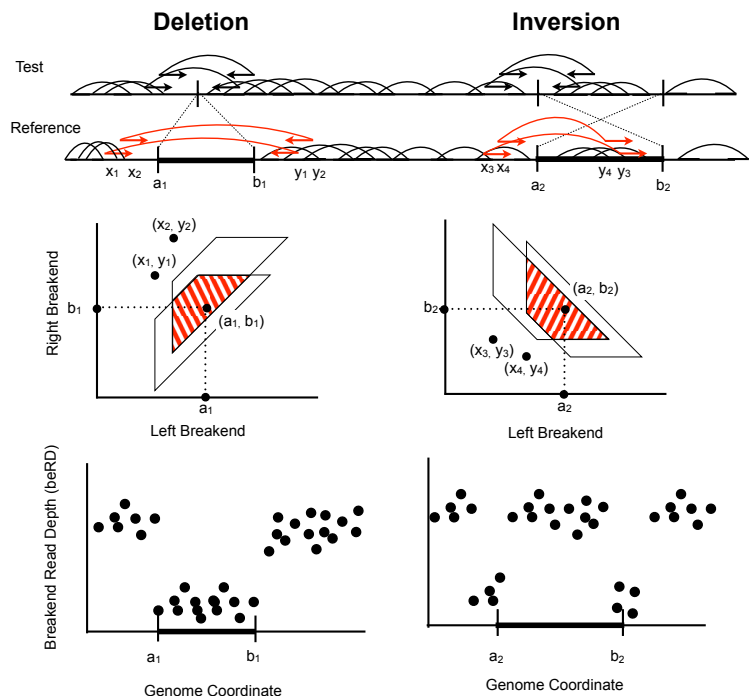 Deletion Inversion
Test
Reference
x1 x2 a1 b1 y1 y2 x3 x4 a2 y4 y3 b2
(x2, y2)
(x1, y1)
b1
(a1, b1)
a1
Right Breakend
Left Breakend
(a2, b2)
b2
(x3, y3)
(x4, y4)
a2
Left Breakend
Breakend Read Depth (beRD)
a1 b1
Genome Coordinate
a2 b2
Genome Coordinate